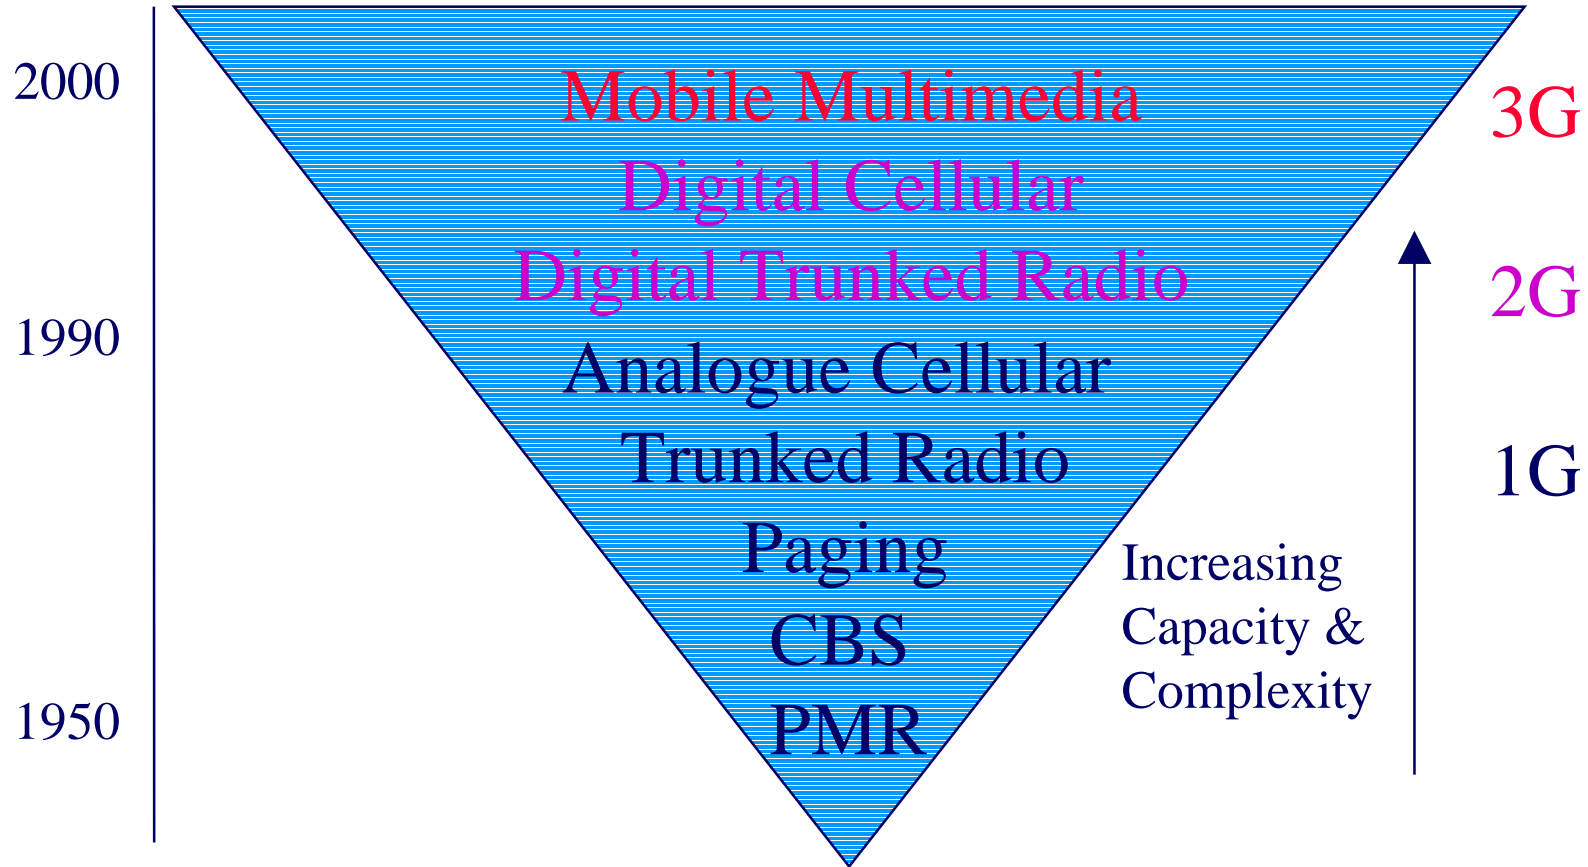 2000
Mobile Multimedia
3G
Digital Cellular
Digital Trunked Radio
2G
1990
Analogue Cellular
Trunked Radio
1G
Paging
Increasing
Capacity &
Complexity
CBS
1950
PMR